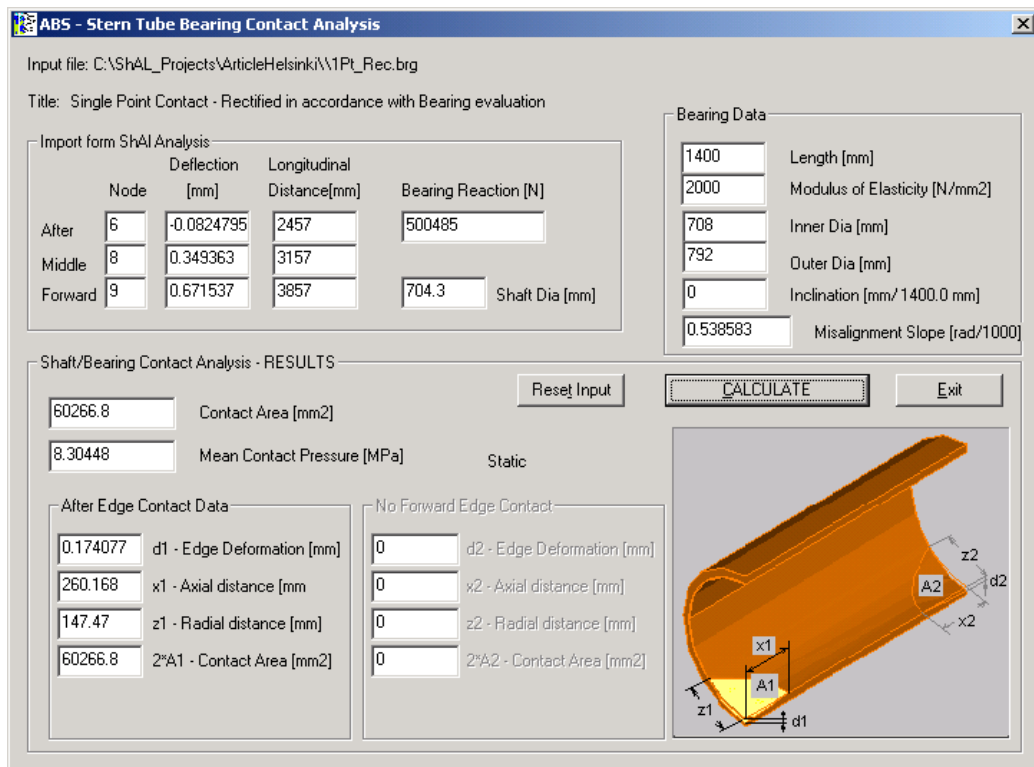 ABS - Stern Tube Bearing Contact Analysis
Input file: C:\ShAL_Projects\ArticleHelsinki\\1Pt_Rec.brg
Title: Single Point Contact - Rectified in accordance with Bearing evaluation
Import form ShAl Analysis
Node
Deflection [mm]
Longitudinal Distance[mm]
Bearing Reaction [N]
After 6 -0.0824795 2457 500485
Middle 8 0.349363 3157
Forward 9 0.671537 3857 704.3 Shaft Dia [mm]
Bearing Data
1400 Length [mm]
2000 Modulus of Elasticity [N/mm2]
708 Inner Dia [mm]
792 Outer Dia [mm]
0 Inclination [mm/1400.0 mm]
0.538583 Misalignment Slope [rad/1000]
Shaft/Bearing Contact Analysis - RESULTS
Reset Input CALCULATE Exit
60266.8 Contact Area [mm2]
8.30448 Mean Contact Pressure [MPa]
Static
After Edge Contact Data
0.174077 d1 - Edge Deformation [mm]
260.168 x1 - Axial distance [mm
147.47 z1 - Radial distance [mm]
60266.8 2*A1 - Contact Area [mm2]
No Forward Edge Contact
0 d2 - Edge Deformation [mm]
0 x2 - Axial distance [mm]
0 z2 - Radial distance [mm]
0 2*A2 - Contact Area [mm2]
z2
d2
A2
x2
x1
A1
z1
d1